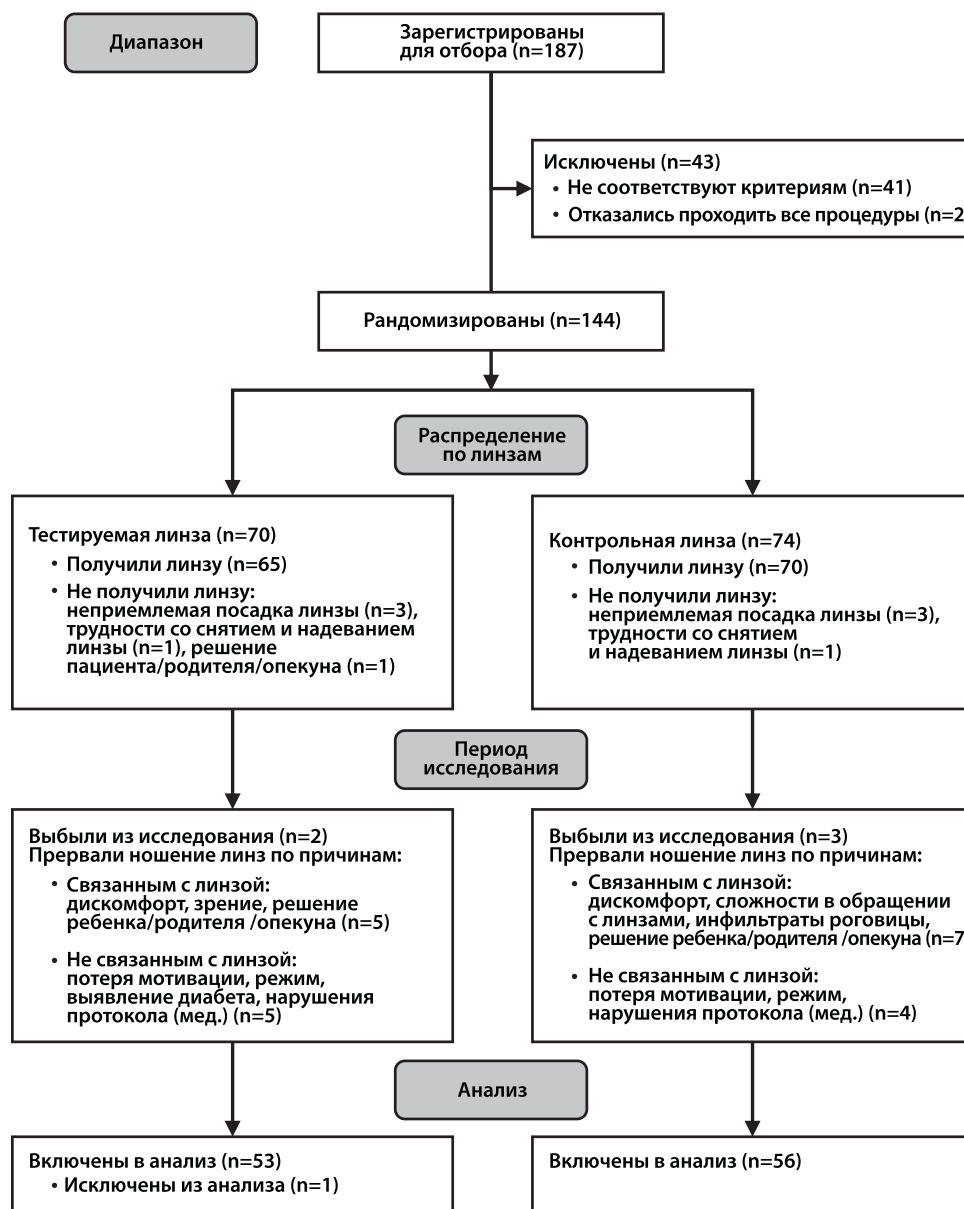 Диапазон
Зарегистрированы
для отбора (n=187)
Исключены (n=43)
• Не соответствуют критериям (n=41)
• Отказались проходить все процедуры (n=2
Рандомизированы (n=144)
Распределение
по линзам
Тестируемая линза (n=70)
• Получили линзу (n=65)
• Не получили линзу:
неприемлемая посадка линзы (n=3),
трудности со снятием и надеванием
линзы (n=1), решение
пациента/родителя/опекуна (n=1)
Контрольная линза (n=74)
• Получили линзу (n=70)
• Не получили линзу:
неприемлемая посадка линзы (n=3),
трудности со снятием
и надеванием линзы (n=1)
Период
исследования
Выбыли из исследования (n=2)
Прервали ношение линз по причинам:
• Связанным с линзой:
дискомфорт, зрение, решение
ребенка/родителя /опекуна (n=5)
• Не связанным с линзой:
потеря мотивации, режим,
выявление диабета, нарушения
протокола (мед.) (n=5)
Выбыли из исследования (n=3)
Прервали ношение линз по причинам:
• Связанным с линзой:
дискомфорт, сложности в обращении
с линзами, инфильтраты роговицы,
решение ребенка/родителя /опекуна (n=7
• Не связанным с линзой:
потеря мотивации, режим,
нарушения протокола (мед.) (n=4)
Анализ
Включены в анализ (n=53)
• Исключены из анализа (n=1)
Включены в анализ (n=56)